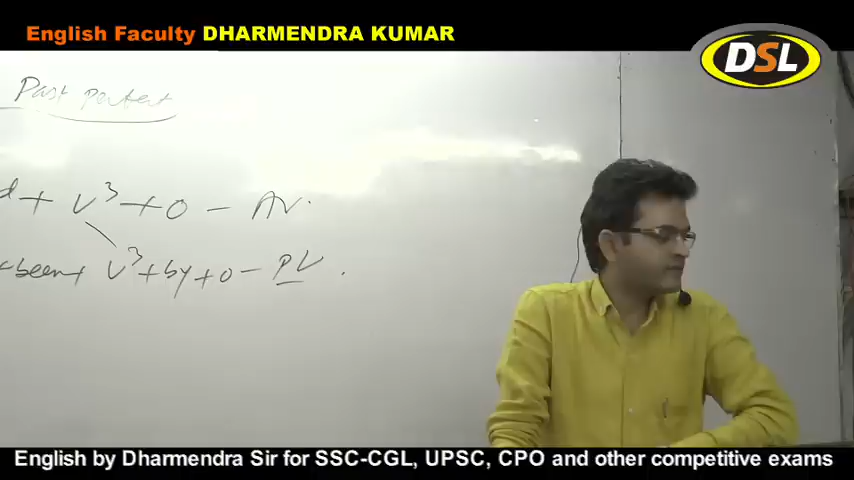 English Faculty DHARMENDRA KUMAR
DSL
Past Perfect
d + V³ + O - AV.
been + V³ + by + O - PV.
English by Dharmendra Sir for SSC-CGL, UPSC, CPO and other competitive exams